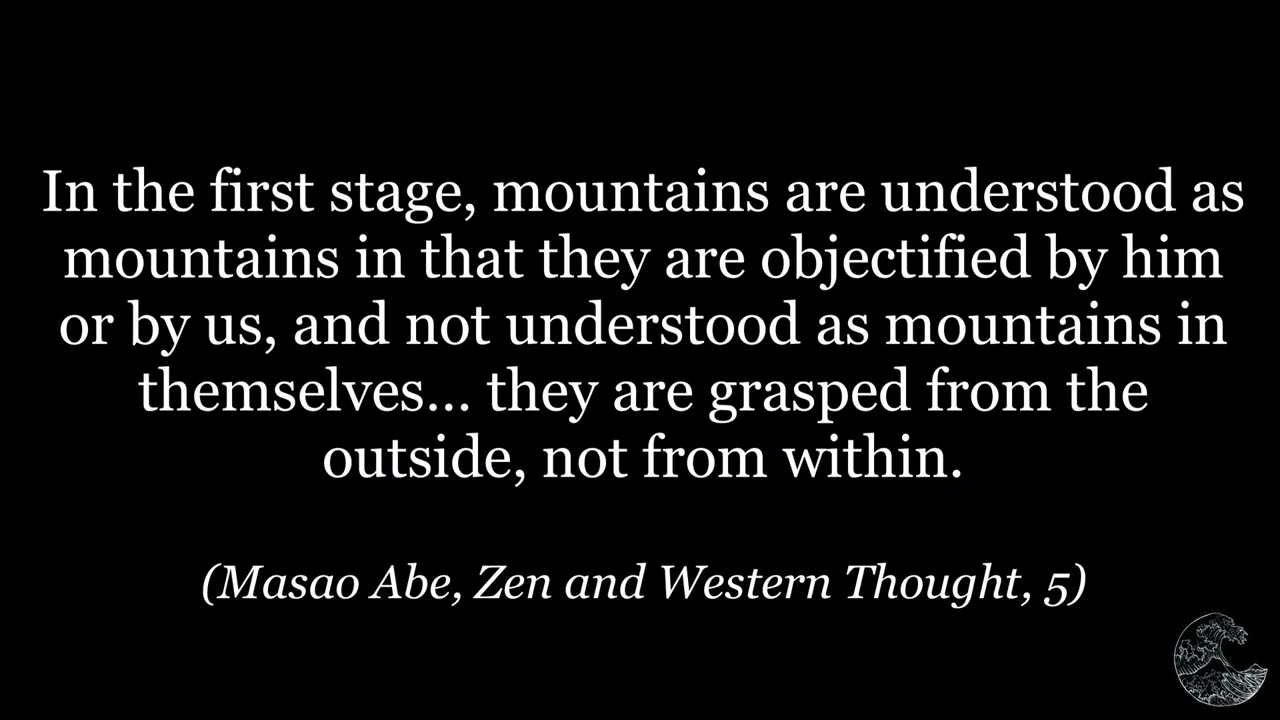 In the first stage, mountains are understood as
mountains in that they are objectified by him
or by us, and not understood as mountains in
themselves... they are grasped from the
outside, not from within.
(Masao Abe, Zen and Western Thought, 5)